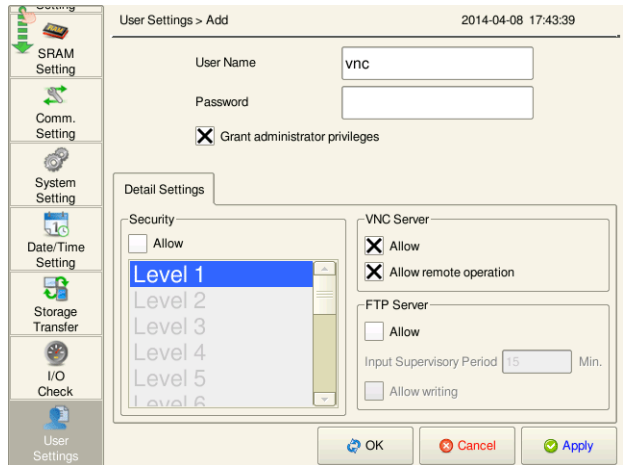 Setting
User Settings > Add
2014-04-08 17:43:39
SRAM
Setting
Comm.
Setting
System
Setting
Date/Time
Setting
Storage
Transfer
I/O
Check
User
Settings
User Name
vnc
Password
Grant administrator privileges
Detail Settings
Security
Allow
Level 1
Level 2
Level 3
Level 4
Level 5
Level 6
VNC Server
Allow
Allow remote operation
FTP Server
Allow
Input Supervisory Period 15 Min.
Allow writing
OK
Cancel
Apply